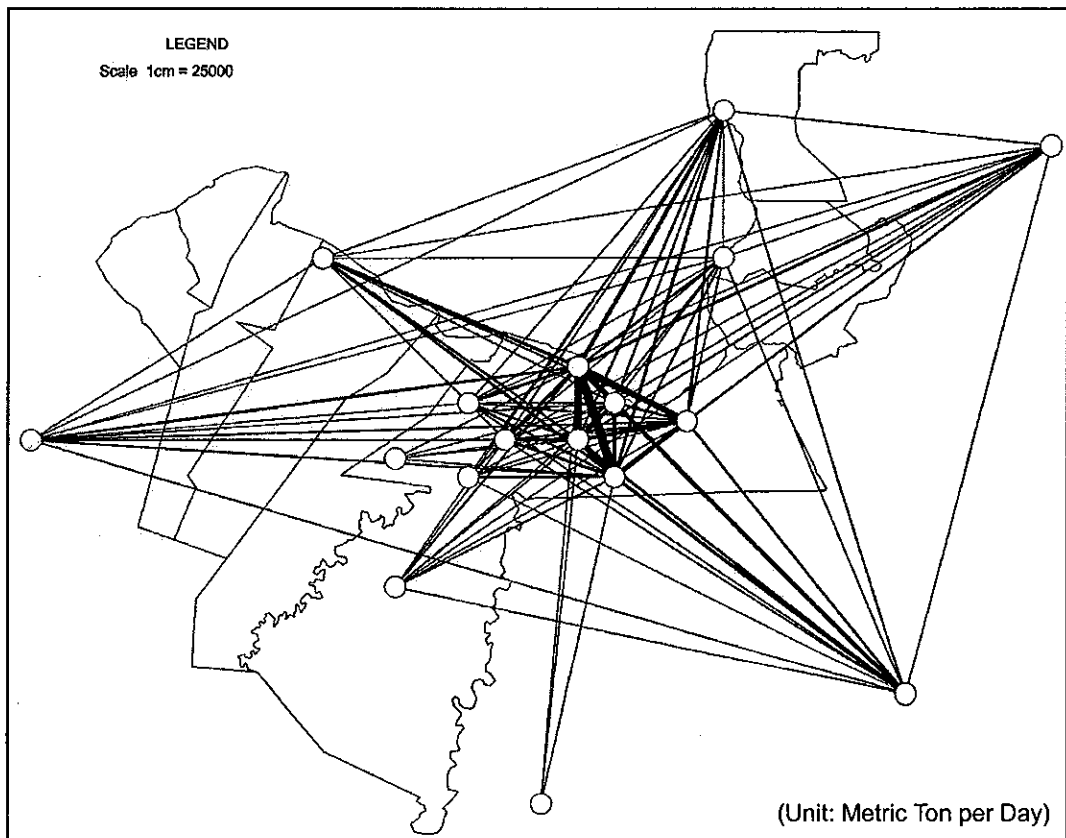 LEGEND
Scale 1cm = 25000
(Unit: Metric Ton per Day)